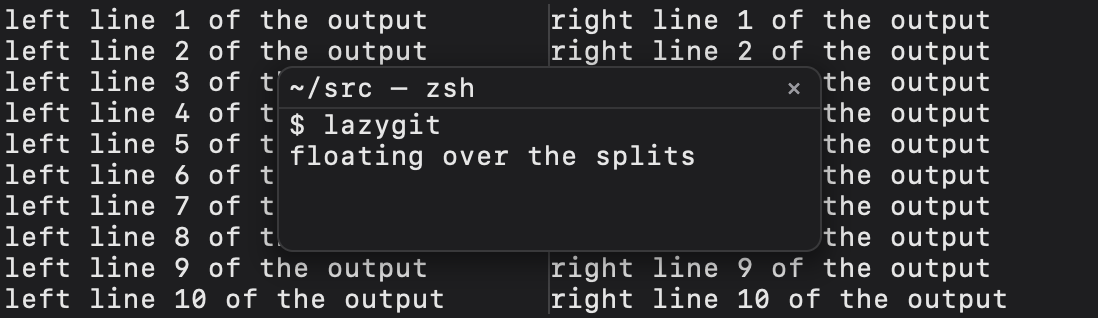 left line 1 of the output
left line 2 of the output
left line 3 of t
left line 4 of t
left line 5 of t
left line 6 of t
left line 7 of t
left line 8 of t
left line 9 of the output
left line 10 of the output
~/src — zsh ×
$ lazygit
floating over the splits
right line 1 of the output
right line 2 of the output
the output
the output
the output
the output
the output
the output
right line 9 of the output
right line 10 of the output